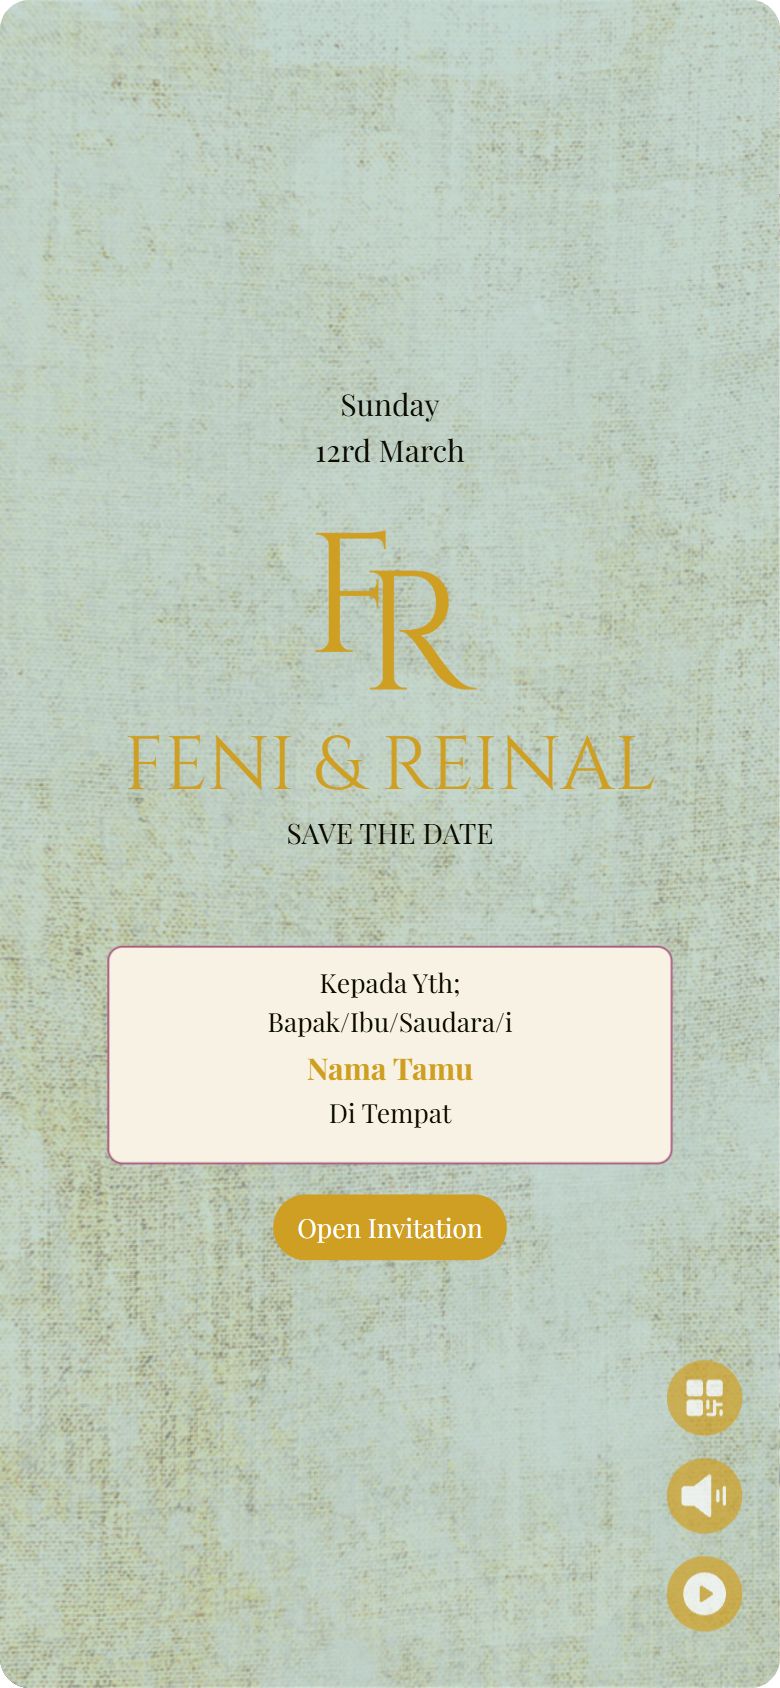 Sunday
12rd March
FR
FENI & REINAL
SAVE THE DATE
Kepada Yth;
Bapak/Ibu/Saudara/i
Nama Tamu
Di Tempat
Open Invitation